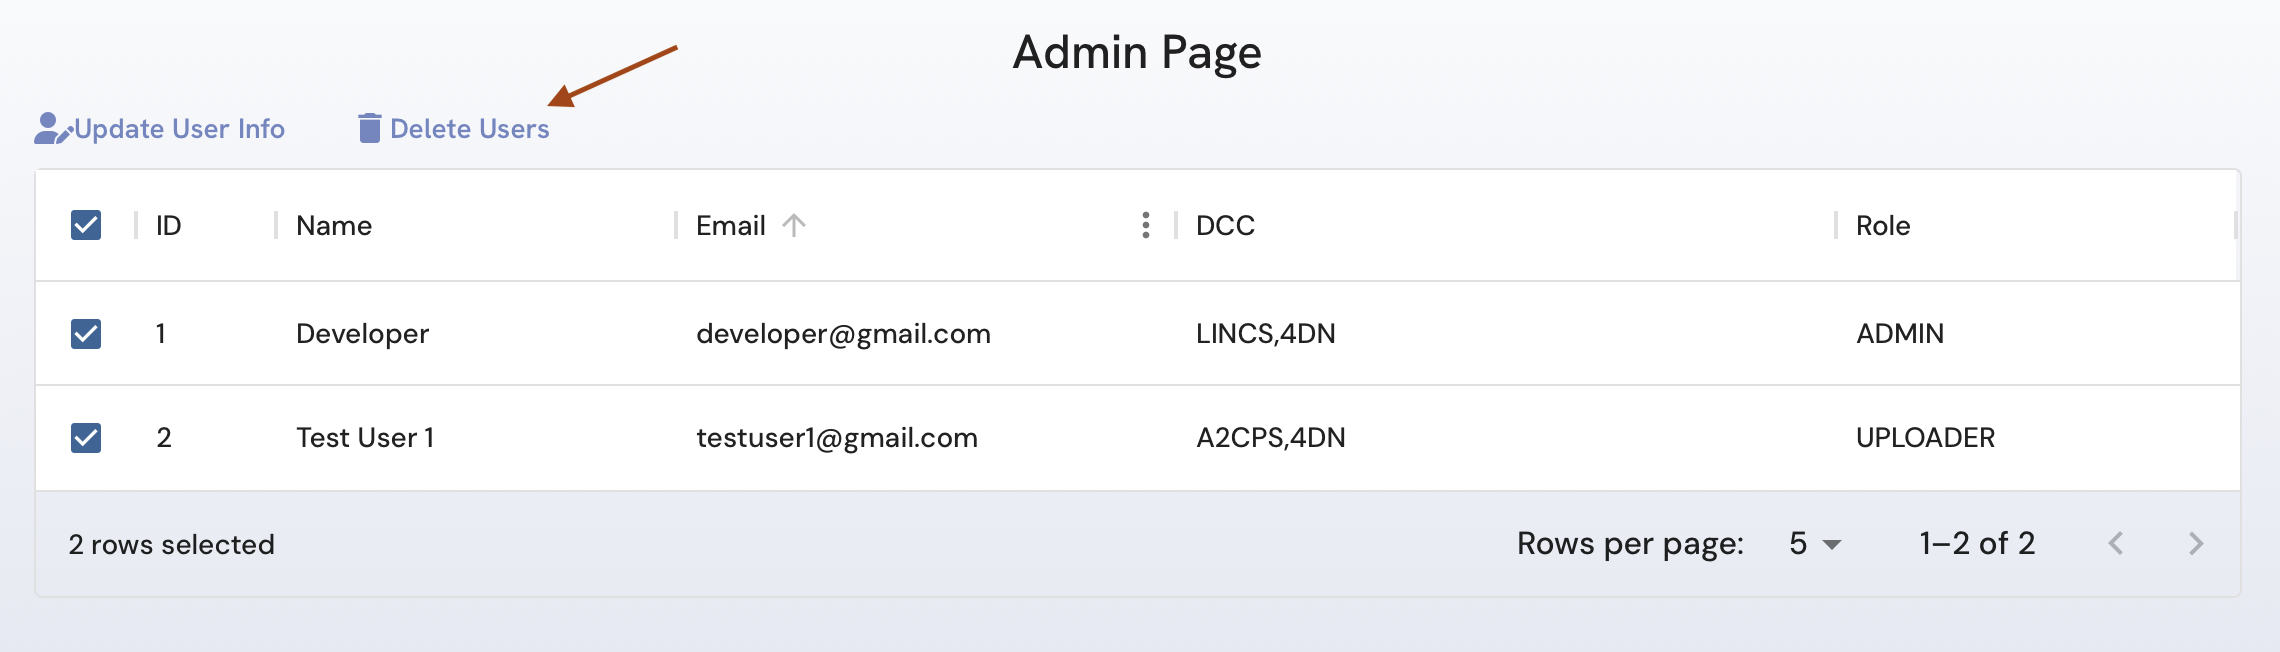 Admin Page
Update User Info Delete Users
ID Name Email DCC Role
1 Developer developer@gmail.com LINCS,4DN ADMIN
2 Test User 1 testuser1@gmail.com A2CPS,4DN UPLOADER
2 rows selected Rows per page: 5 1–2 of 2